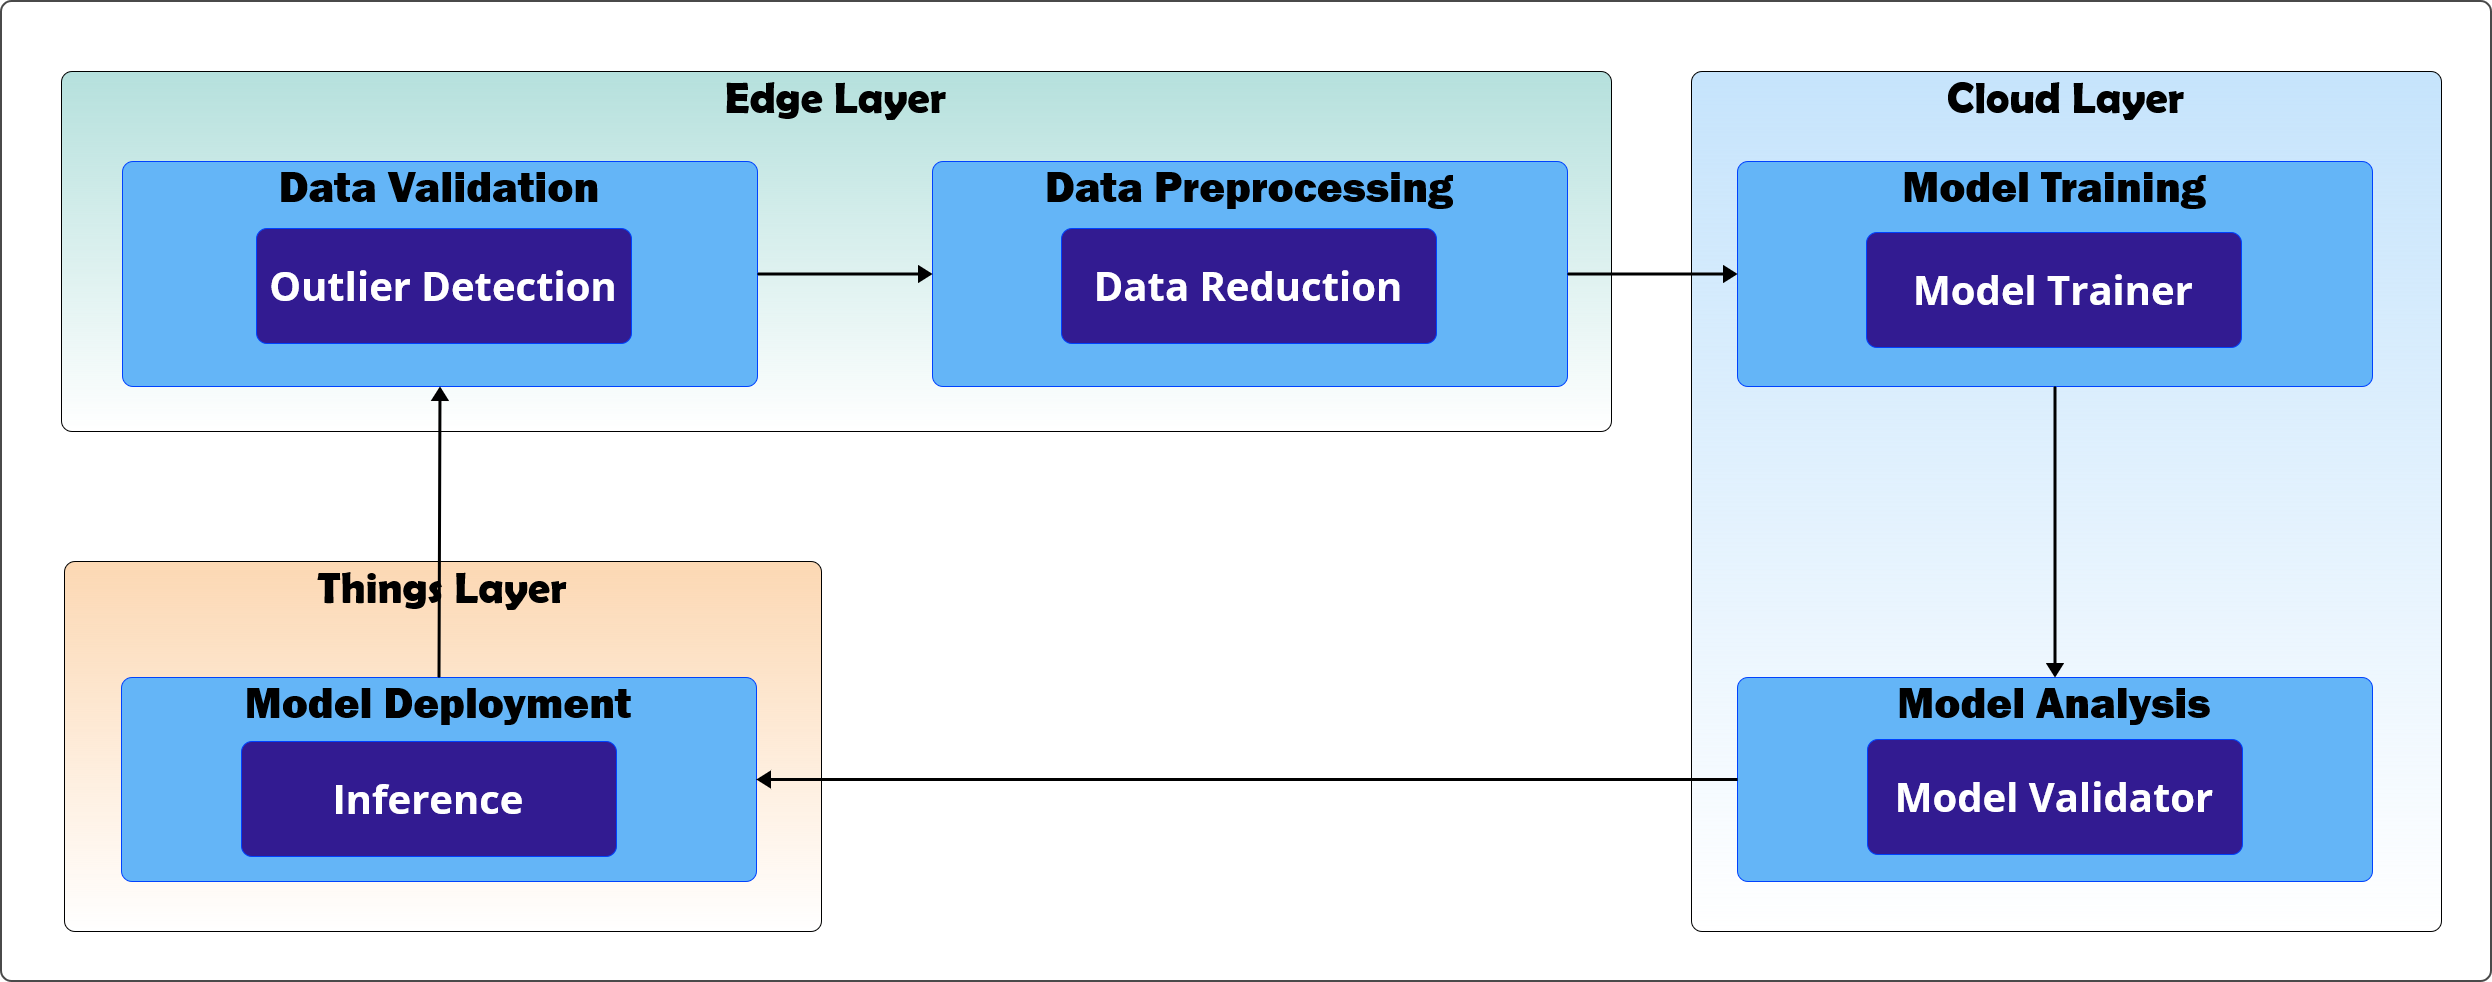 Edge Layer
Data Validation
Outlier Detection
Data Preprocessing
Data Reduction
Cloud Layer
Model Training
Model Trainer
Things Layer
Model Deployment
Inference
Model Analysis
Model Validator